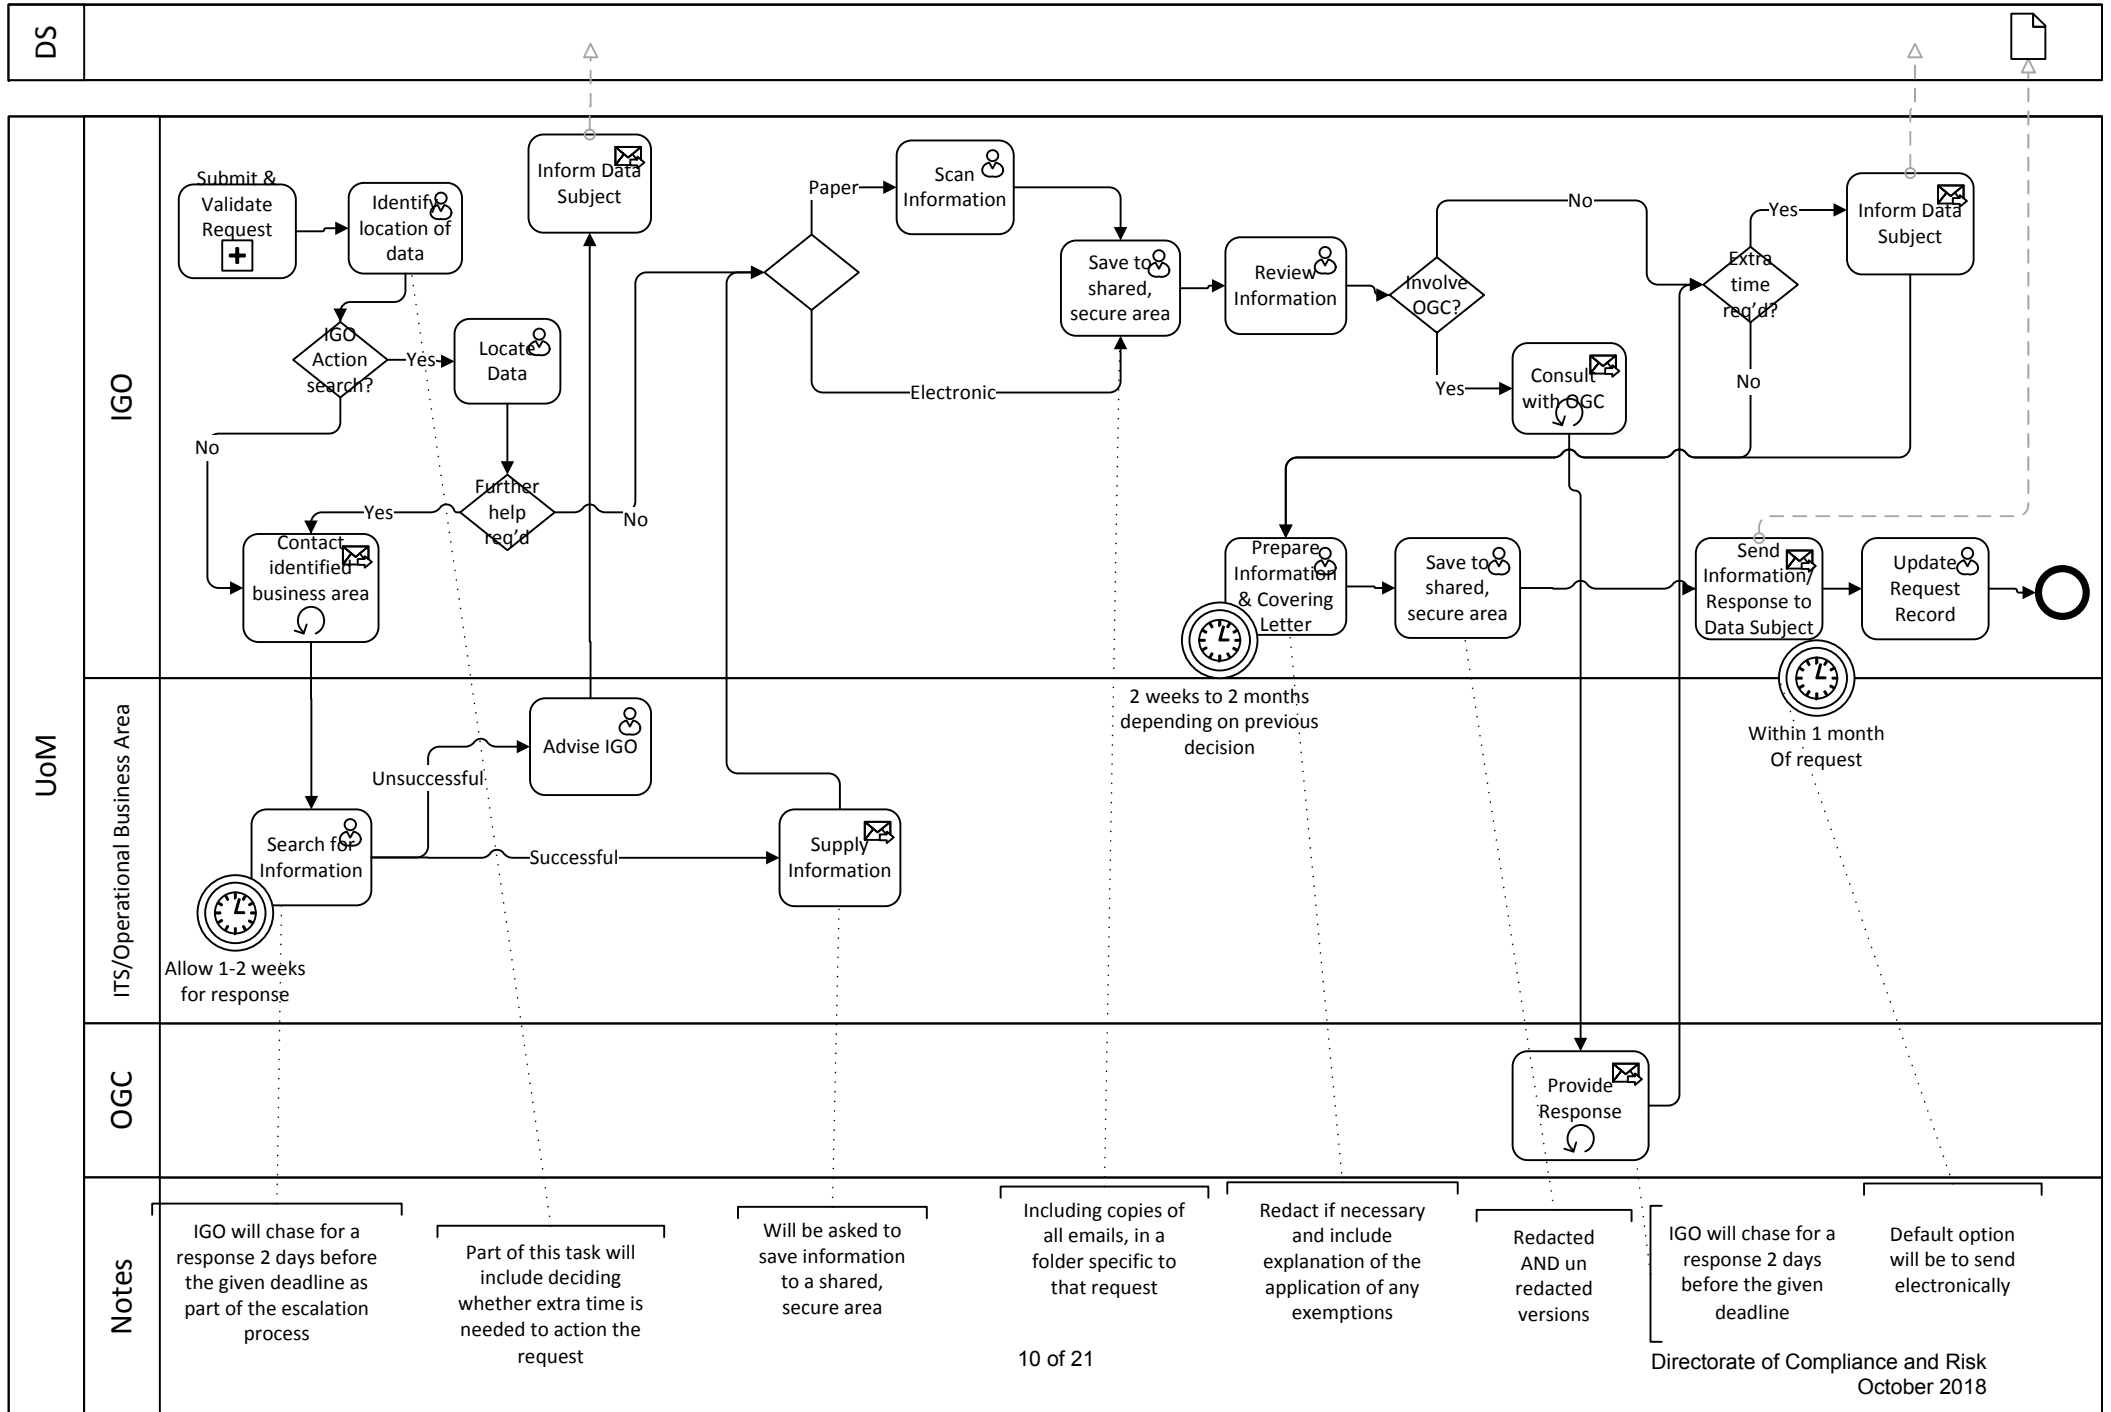 DS
UoM
IGO
Submit &
Validate
Request
Identify
location of
data
Inform Data
Subject
IGO
Action
search?
Yes
No
Locate
Data
Further
help
req'd
Yes
No
Contact
identified
business area
Paper
Electronic
Scan
Information
Save to
shared,
secure area
Review
Information
Involve
OGC?
No
Yes
Consult
with OGC
Extra
time
req'd?
Yes
No
Inform Data
Subject
Prepare
Information
& Covering
Letter
2 weeks to 2 months
depending on previous
decision
Save to
shared,
secure area
Send
Information/
Response to
Data Subject
Within 1 month
Of request
Update
Request
Record
ITS/Operational Business Area
Search for
Information
Allow 1-2 weeks
for response
Unsuccessful
Successful
Advise IGO
Supply
Information
OGC
Provide
Response
Notes
IGO will chase for a
response 2 days before
the given deadline as
part of the escalation
process
Part of this task will
include deciding
whether extra time is
needed to action the
request
Will be asked to
save information
to a shared,
secure area
Including copies of
all emails, in a
folder specific to
that request
Redact if necessary
and include
explanation of the
application of any
exemptions
Redacted
AND un
redacted
versions
IGO will chase for a
response 2 days
before the given
deadline
Default option
will be to send
electronically
10 of 21
Directorate of Compliance and Risk
October 2018